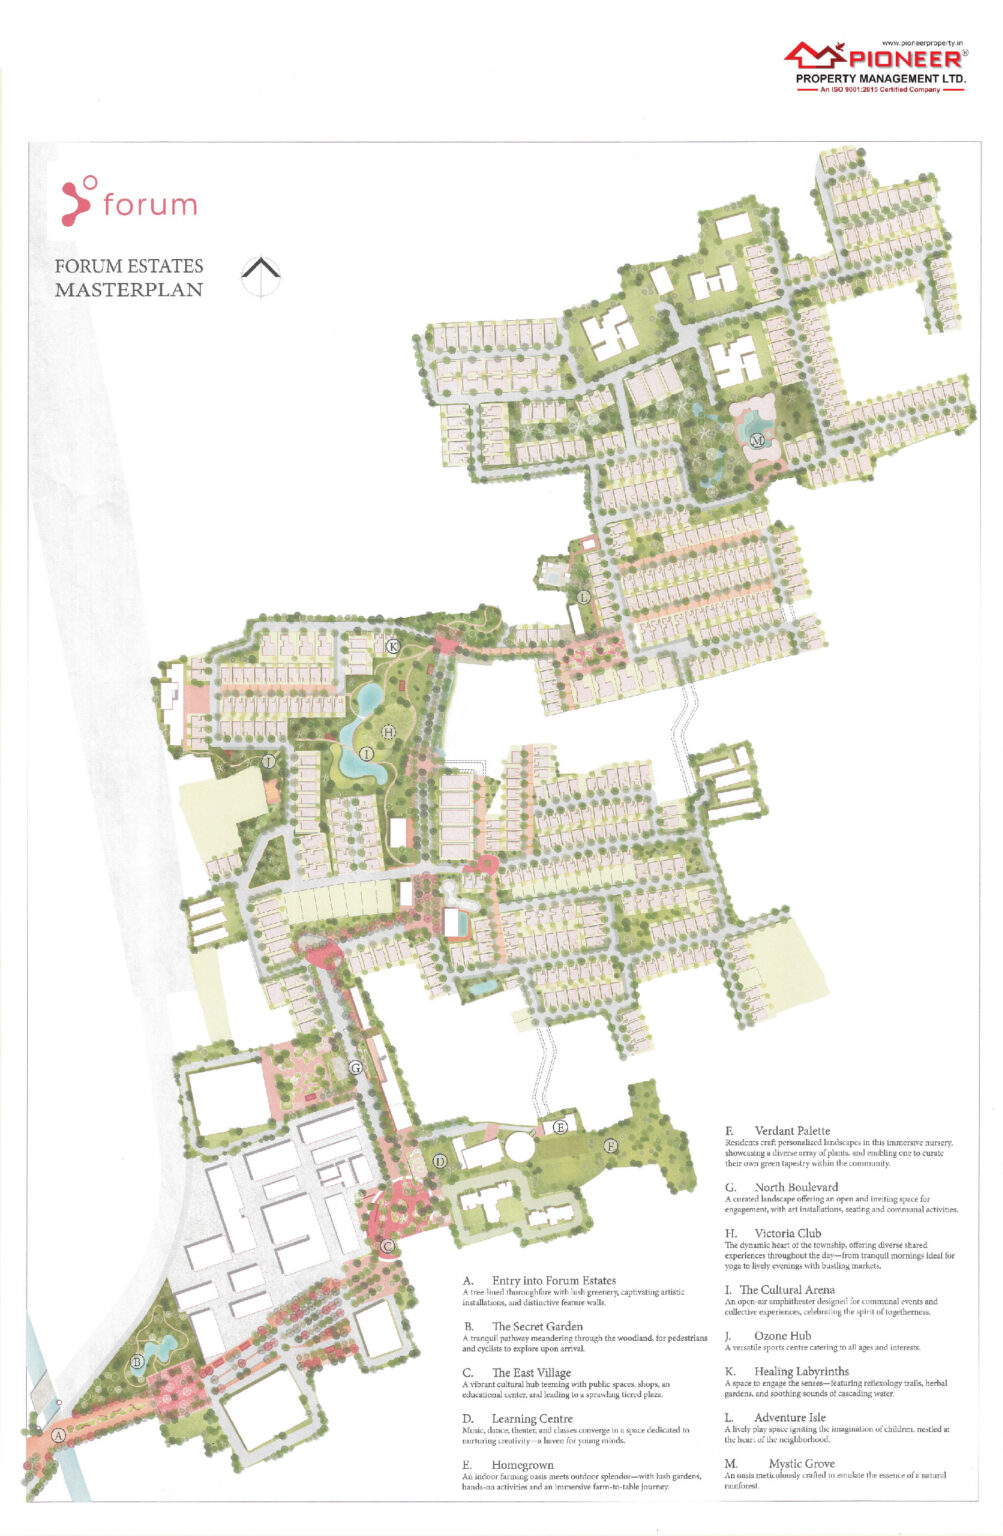 www.pioneerproperty.in
PIONEER®
PROPERTY MANAGEMENT LTD.
An ISO 9001:2015 Certified Company
forum
FORUM ESTATES
MASTERPLAN
M
L
K
H
I
J
G
E
F
D
C
B
A
A. Entry into Forum Estates
A tree-lined thoroughfare with lush greenery, captivating artistic
installations, and distinctive feature walls.
B. The Secret Garden
A tranquil pathway meandering through the woodland, for pedestrians
and cyclists to explore upon arrival.
C. The East Village
A vibrant cultural hub teeming with public spaces, shops, an
educational center, and leading to a sprawling tiered plaza.
D. Learning Centre
Music, dance, theater, and classes converge in a space dedicated to
nurturing creativity—a haven for young minds.
E. Homegrown
An indoor farming oasis meets outdoor splendor—with lush gardens,
hands-on activities and an immersive farm-to-table journey.
F. Verdant Palette
Residents craft personalized landscapes in this immersive nursery,
showcasing a diverse array of plants, and enabling one to curate
their own green tapestry within the community.
G. North Boulevard
A curated landscape offering an open and inviting space for
engagement, with art installations, seating and communal activities.
H. Victoria Club
The dynamic heart of the township, offering diverse shared
experiences throughout the day—from tranquil mornings ideal for
yoga to lively evenings with bustling markets.
I. The Cultural Arena
An open-air amphitheater designed for communal events and
collective experiences, celebrating the spirit of togetherness.
J. Ozone Hub
A versatile sports centre catering to all ages and interests.
K. Healing Labyrinths
A space to engage the senses—featuring reflexology trails, herbal
gardens, and soothing sounds of cascading water.
L. Adventure Isle
A lively play space igniting the imagination of children, nestled at
the heart of the neighborhood.
M. Mystic Grove
An oasis meticulously crafted to emulate the essence of a natural
rainforest.